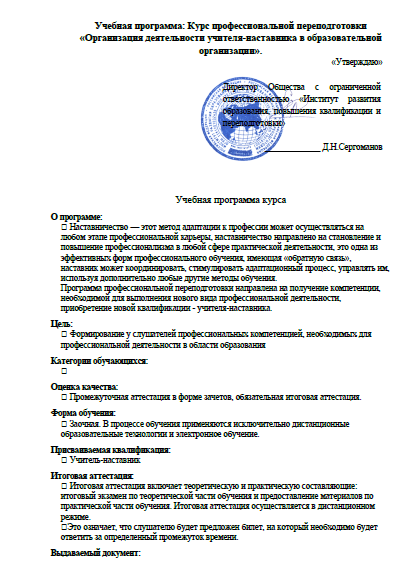 Учебная программа: Курс профессиональной переподготовки
«Организация деятельности учителя-наставника в образовательной
организации».
«Утверждаю»
Директор Общества с ограниченной
ответственностью «Институт развития
образования, повышения квалификации и
переподготовки»
____________ Д.Н.Сергоманов
Учебная программа курса
О программе:
□ Наставничество — этот метод адаптации к профессии может осуществляться на
любом этапе профессиональной карьеры, наставничество направлено на становление и
повышение профессионализма в любой сфере практической деятельности, это одна из
эффективных форм профессионального обучения, имеющая «обратную связь»,
наставник может координировать, стимулировать адаптационный процесс, управлять им,
используя дополнительно любые другие методы обучения.
Программа профессиональной переподготовки направлена на получение компетенции,
необходимой для выполнения нового вида профессиональной деятельности,
приобретение новой квалификации - учителя-наставника.
Цель:
□ Формирование у слушателей профессиональных компетенцией, необходимых для
профессиональной деятельности в области образования
Категории обучающихся:
□
Оценка качества:
□ Промежуточная аттестация в форме зачетов, обязательная итоговая аттестация.
Форма обучения:
□ Заочная. В процессе обучения применяются исключительно дистанционные
образовательные технологии и электронное обучение.
Присваиваемая квалификация:
□ Учитель-наставник
Итоговая аттестация:
□ Итоговая аттестация включает теоретическую и практическую составляющие:
итоговый экзамен по теоретической части обучения и предоставление материалов по
практической части обучения. Итоговая аттестация осуществляется в дистанционном
режиме.
□Это означает, что слушателю будет предложен билет, на который необходимо будет
ответить за определенный промежуток времени.
Выдаваемый документ: